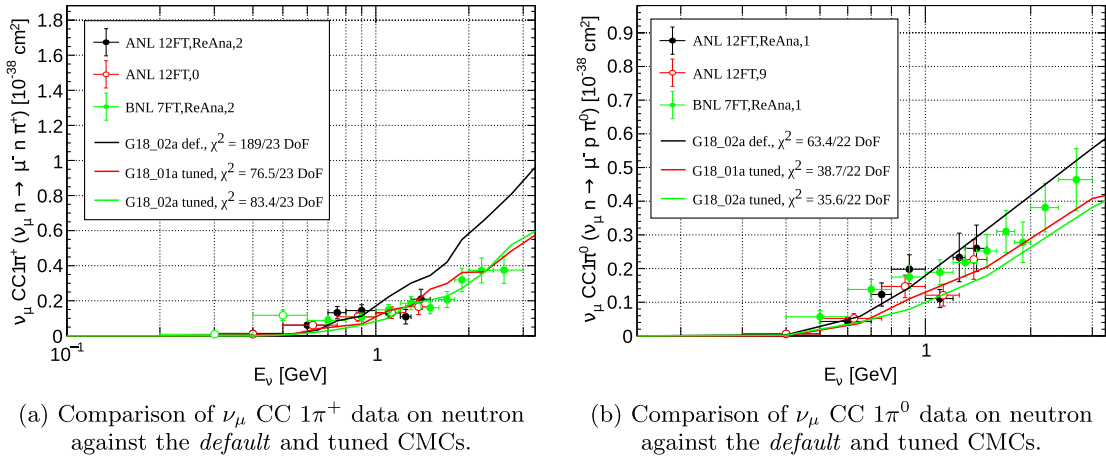 ν_μ CC1π⁺ (ν_μ n → μ⁻ n π⁺) [10⁻³⁸ cm²]
1.8
1.6
1.4
1.2
1
0.8
0.6
0.4
0.2
0
ANL 12FT,ReAna,2
ANL 12FT,0
BNL 7FT,ReAna,2
G18_02a def., χ² = 189/23 DoF
G18_01a tuned, χ² = 76.5/23 DoF
G18_02a tuned, χ² = 83.4/23 DoF
10⁻¹ 1
E_ν [GeV]
(a) Comparison of ν_μ CC 1π⁺ data on neutron
against the default and tuned CMCs.
ν_μ CC1π⁰ (ν_μ n → μ⁻ p π⁰) [10⁻³⁸ cm²]
0.9
0.8
0.7
0.6
0.5
0.4
0.3
0.2
0.1
0
ANL 12FT,ReAna,1
ANL 12FT,9
BNL 7FT,ReAna,1
G18_02a def., χ² = 63.4/22 DoF
G18_01a tuned, χ² = 38.7/22 DoF
G18_02a tuned, χ² = 35.6/22 DoF
1
E_ν [GeV]
(b) Comparison of ν_μ CC 1π⁰ data on neutron
against the default and tuned CMCs.